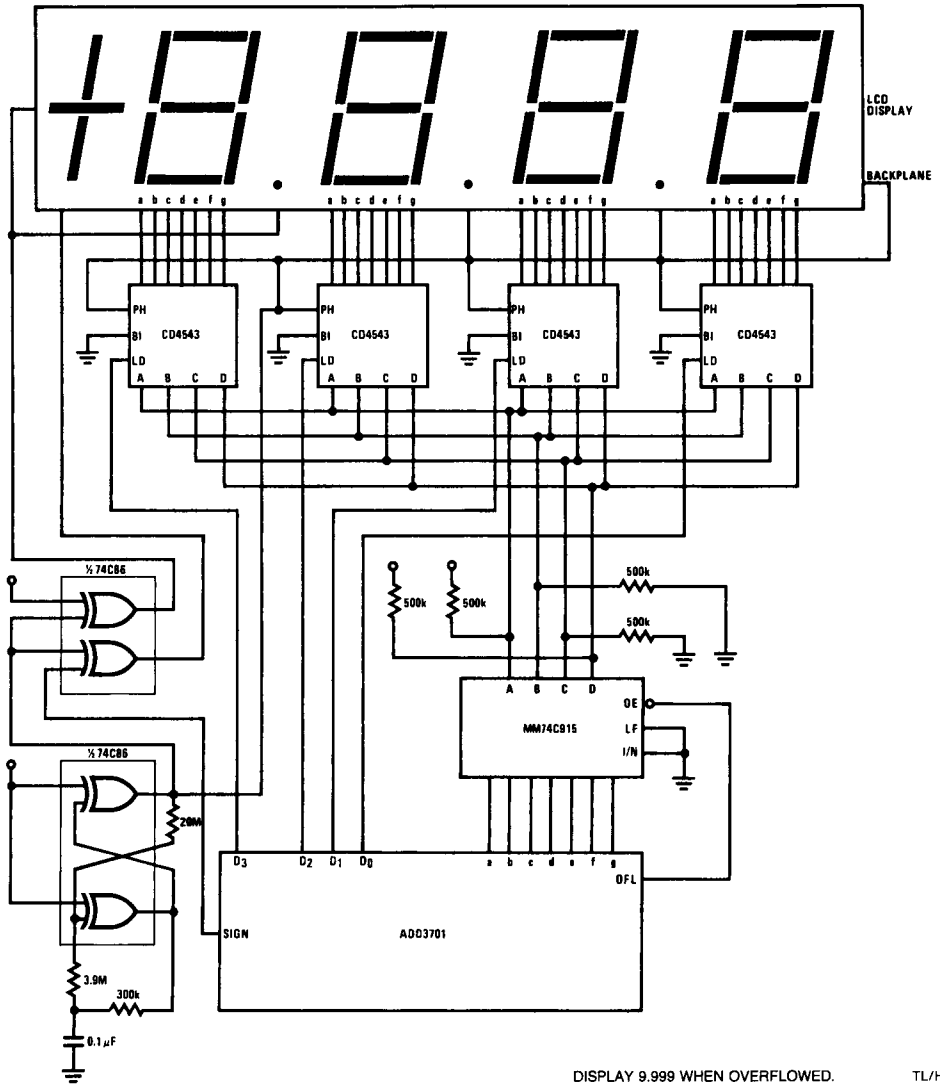 LCD
DISPLAY
BACKPLANE
a b c d e f g
a b c d e f g
a b c d e f g
a b c d e f g
PH
BI
LD
CD4543
A B C D
PH
BI
LD
CD4543
A B C D
PH
BI
LD
CD4543
A B C D
PH
BI
LD
CD4543
A B C D
½ 74C86
500k
500k
500k
500k
A B C D
OE
LF
I/N
MM74C915
½ 74C86
20M
a b c d e f g
D3 D2 D1 D0
OFL
SIGN
ADD3701
3.9M
300k
0.1 µF
DISPLAY 9.999 WHEN OVERFLOWED.
TL/H